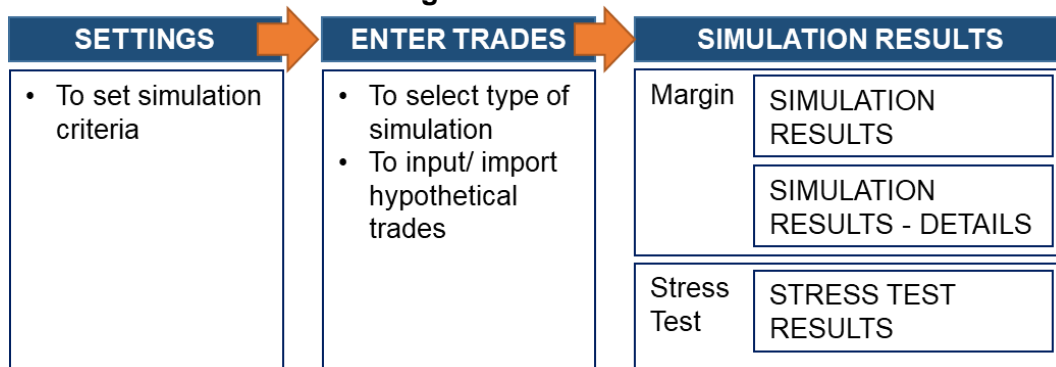 SETTINGS
ENTER TRADES
SIMULATION RESULTS
• To set simulation
criteria
• To select type of
simulation
• To input/ import
hypothetical
trades
Margin
SIMULATION
RESULTS
SIMULATION
RESULTS - DETAILS
Stress
Test
STRESS TEST
RESULTS